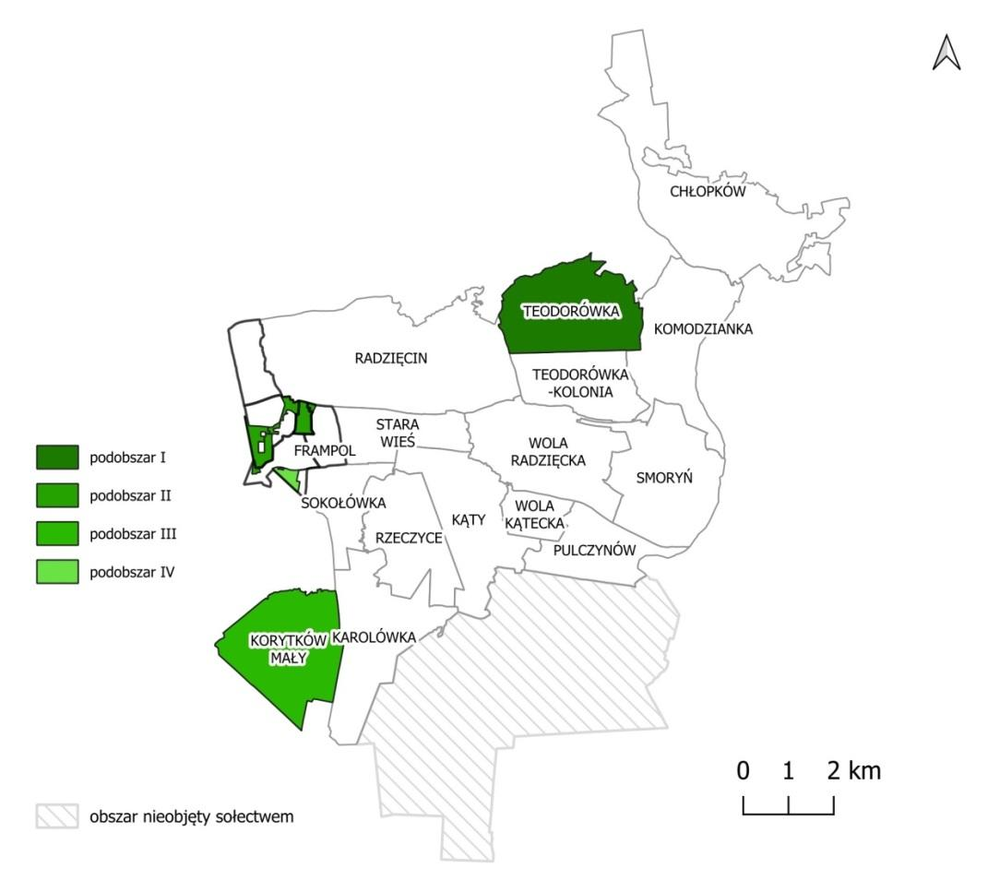 CHŁOPKÓW
TEODORÓWKA
KOMODZIANKA
RADZIĘCIN
TEODORÓWKA
-KOLONIA
STARA
WIEŚ
FRAMPOL
WOLA
RADZIĘCKA
SMORYŃ
podobszar I
podobszar II
podobszar III
podobszar IV
SOKOŁÓWKA
RZECZYCE
KĄTY
WOLA
KĄTECKA
PULCZYNÓW
KORYTKÓW
MAŁY
KAROLÓWKA
0 1 2 km
obszar nieobjęty sołectwem